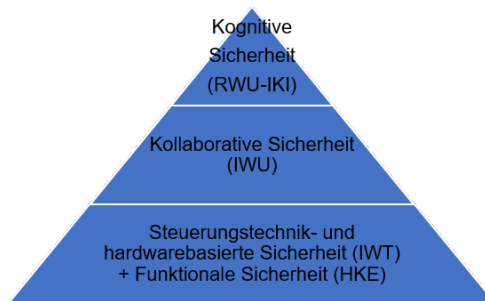 Kognitive
Sicherheit
(RWU-IKI)
Kollaborative Sicherheit
(IWU)
Steuerungstechnik- und
hardwarebasierte Sicherheit (IWT)
+ Funktionale Sicherheit (HKE)